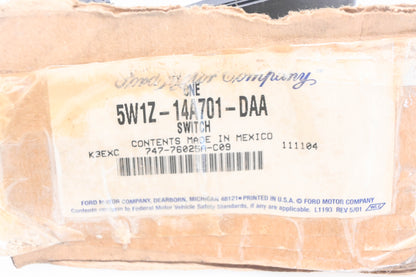 Ford Motor Company
ONE
5W1Z-14A701-DAA
SWITCH
CONTENTS MADE IN MEXICO
K3EXC 747-76025A-C09 111104
FORD MOTOR COMPANY, DEARBORN, MICHIGAN 48121 PRINTED IN U.S.A. © FORD MOTOR COMPANY
Contents conform to Federal Motor Vehicle Safety Standards, if any are applicable. L1193 REV 5/01